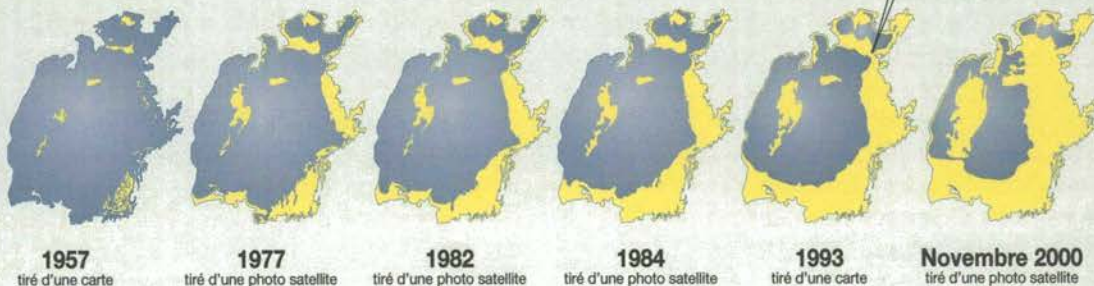 1957
tiré d'une carte
1977
tiré d'une photo satellite
1982
tiré d'une photo satellite
1984
tiré d'une photo satellite
1993
tiré d'une carte
Novembre 2000
tiré d'une photo satellite